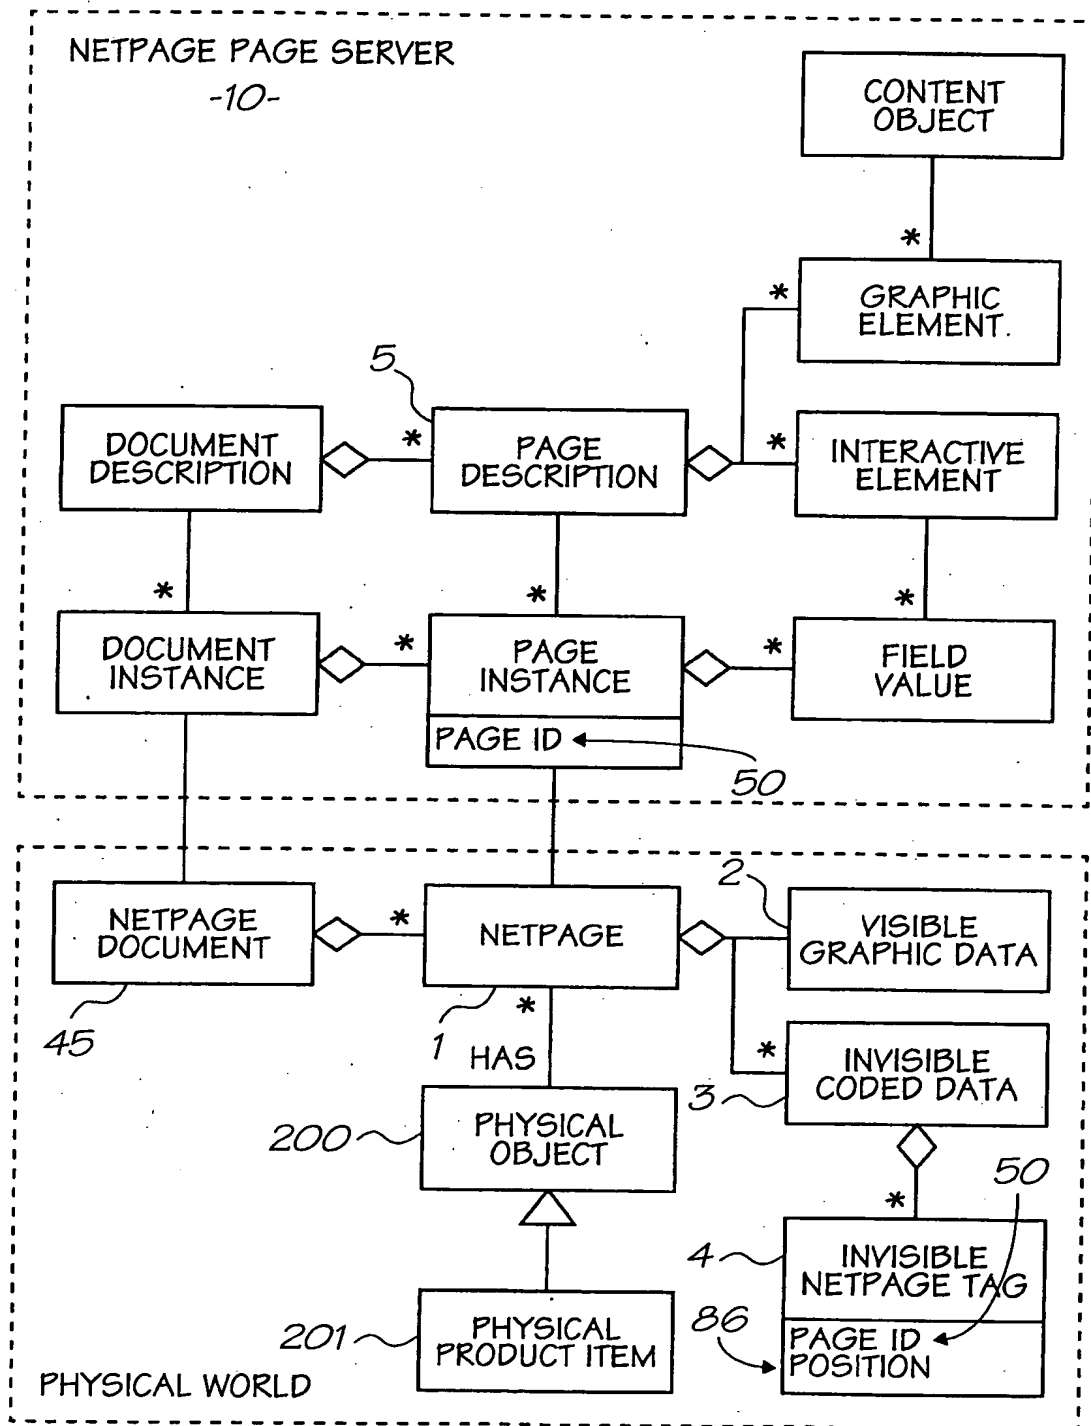 NETPAGE PAGE SERVER
-10-
CONTENT
OBJECT
*
GRAPHIC
ELEMENT.
*
5
DOCUMENT
DESCRIPTION
*
PAGE
DESCRIPTION
*
INTERACTIVE
ELEMENT
*
*
*
DOCUMENT
INSTANCE
*
PAGE
INSTANCE
*
FIELD
VALUE
PAGE ID
50
NETPAGE
DOCUMENT
*
NETPAGE
2
VISIBLE
GRAPHIC DATA
45
1
*
HAS
*
3
INVISIBLE
CODED DATA
200
PHYSICAL
OBJECT
*
50
4
INVISIBLE
NETPAGE TAG
86
PAGE ID
POSITION
201
PHYSICAL
PRODUCT ITEM
PHYSICAL WORLD